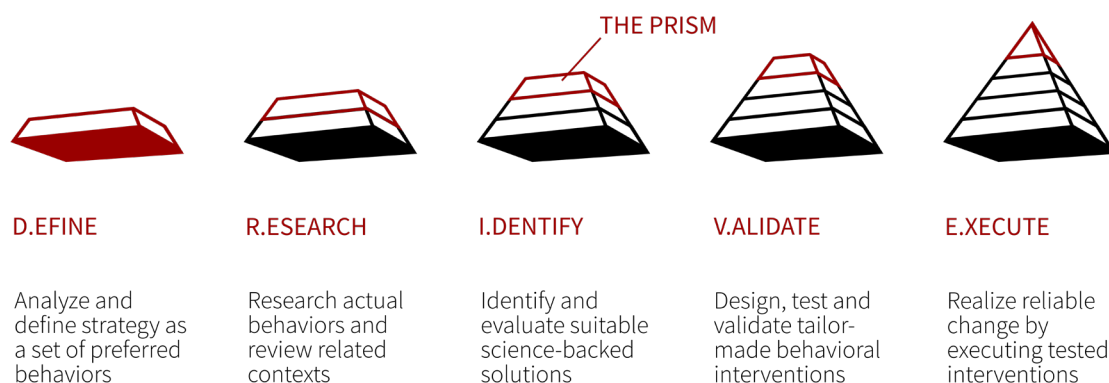 THE PRISM
D.EFINE
Analyze and
define strategy as
a set of preferred
behaviors
R.ESEARCH
Research actual
behaviors and
review related
contexts
I.DENTIFY
Identify and
evaluate suitable
science-backed
solutions
V.ALIDATE
Design, test and
validate tailor-
made behavioral
interventions
E.XECUTE
Realize reliable
change by
executing tested
interventions